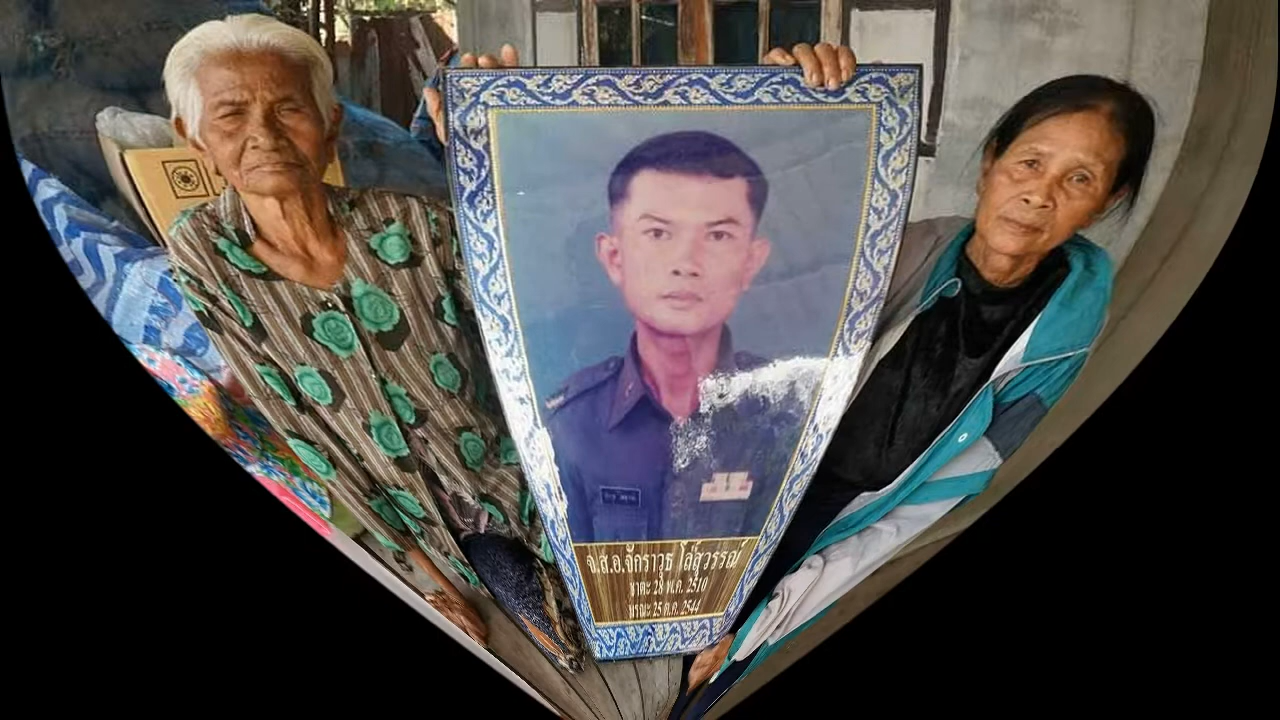 จ.ส.อ.จักราวุธ โล่สุวรรณ์
ชาตะ 28 พ.ค. 2510
มรณะ 25 ต.ค. 2544